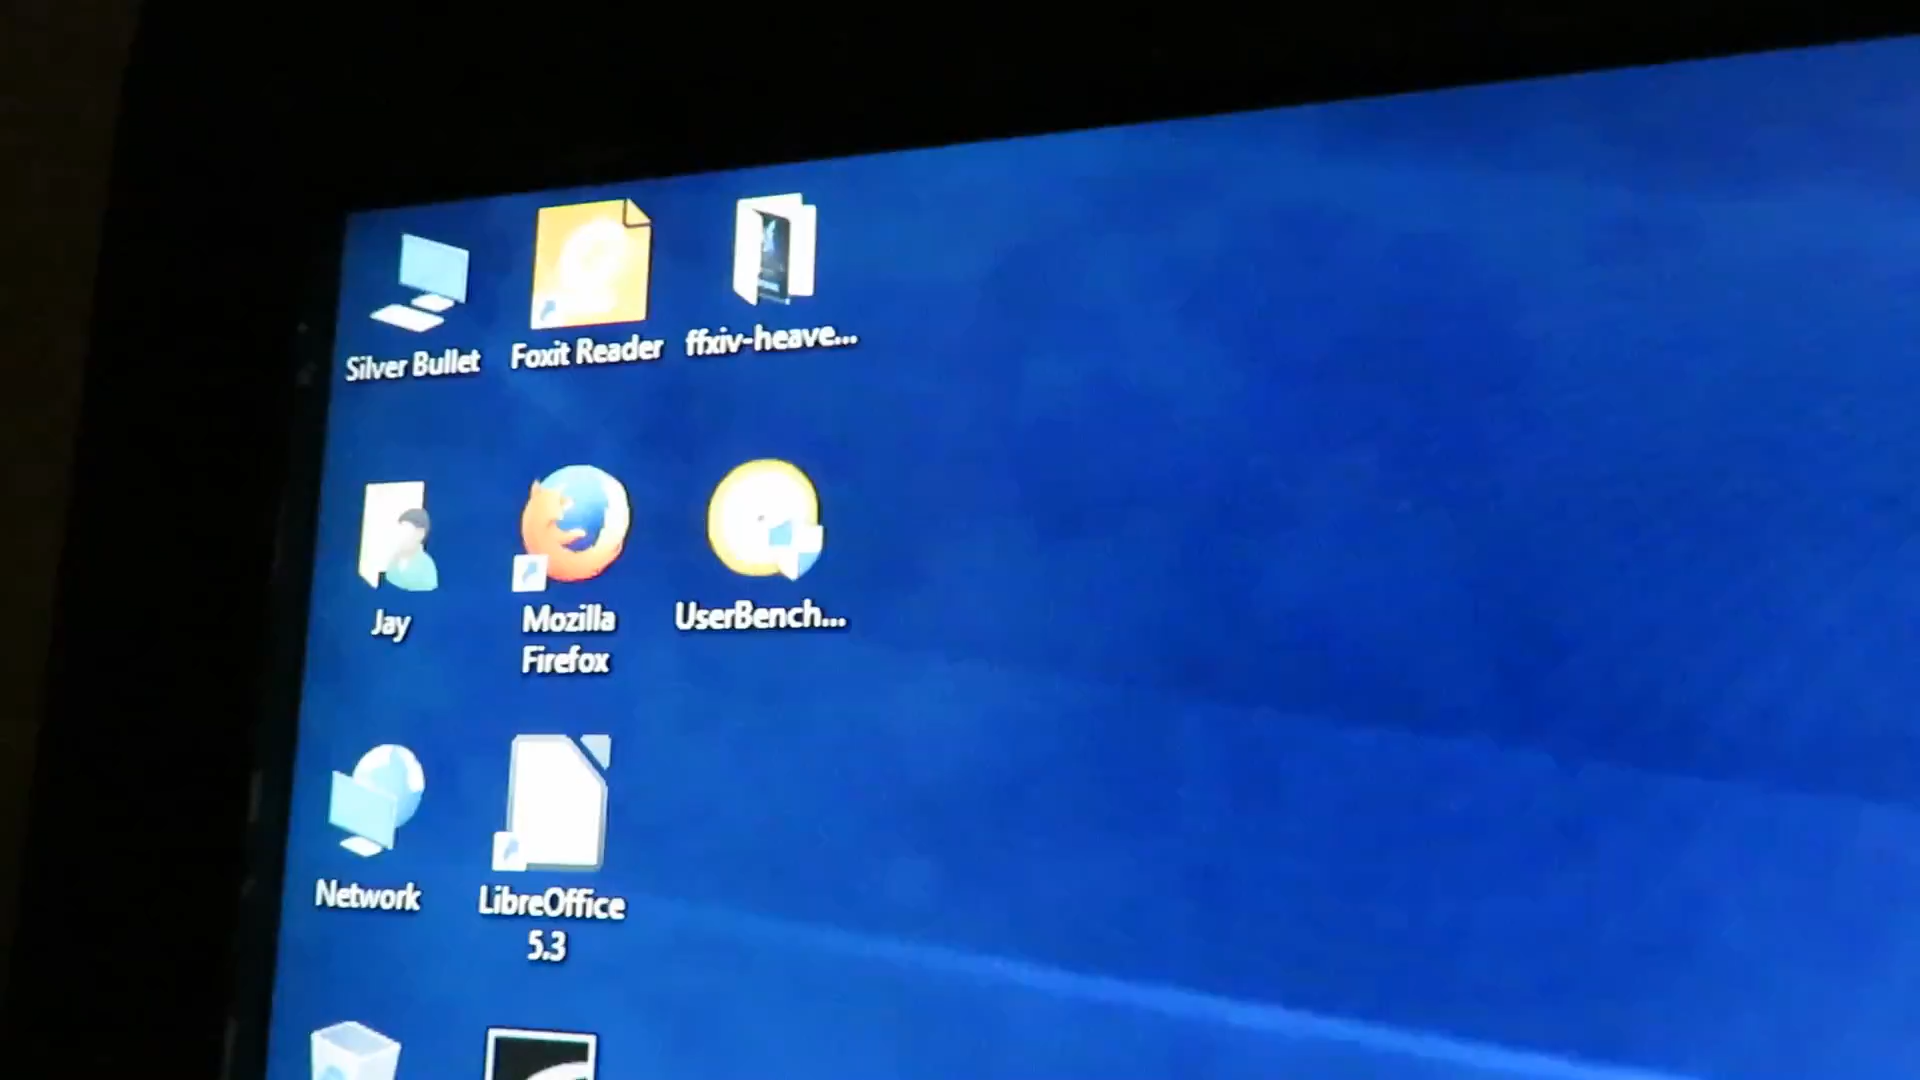 Silver Bullet
Foxit Reader
ffxiv-heave...
Jay
Mozilla
Firefox
UserBench...
Network
LibreOffice
5.3